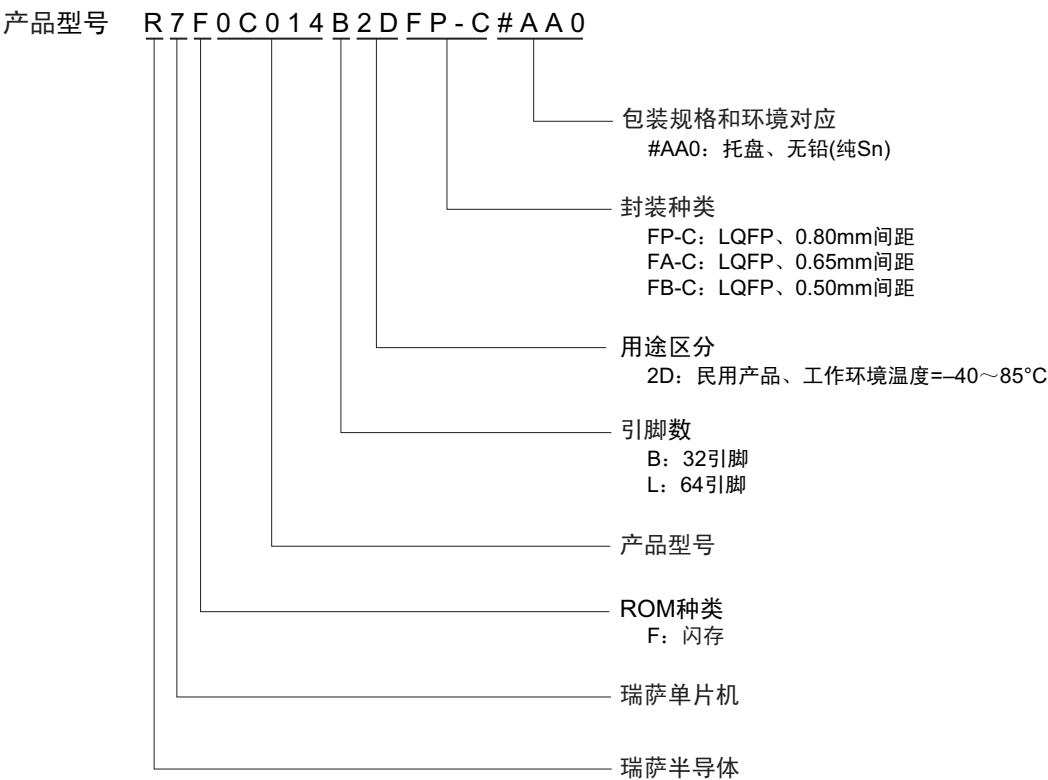 产品型号 R7F0C014B2DFP-C#AA0
包装规格和环境对应
#AA0：托盘、无铅(纯Sn)
封装种类
FP-C：LQFP、0.80mm间距
FA-C：LQFP、0.65mm间距
FB-C：LQFP、0.50mm间距
用途区分
2D：民用产品、工作环境温度=–40～85°C
引脚数
B：32引脚
L：64引脚
产品型号
ROM种类
F：闪存
瑞萨单片机
瑞萨半导体